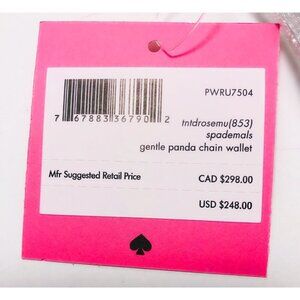 PWRU7504
7 67883 36790 2
tntdrosemu(853)
spademals
gentle panda chain wallet
Mfr Suggested Retail Price CAD $298.00
USD $248.00